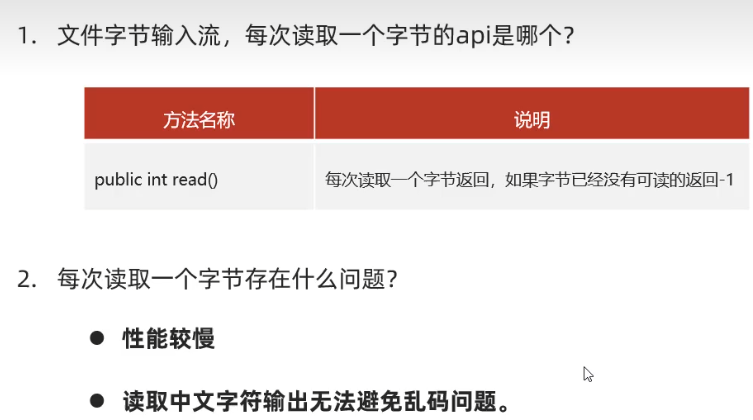 1. 文件字节输入流，每次读取一个字节的api是哪个？
方法名称 说明
public int read() 每次读取一个字节返回，如果字节已经没有可读的返回-1
2. 每次读取一个字节存在什么问题？
● 性能较慢
● 读取中文字符输出无法避免乱码问题。